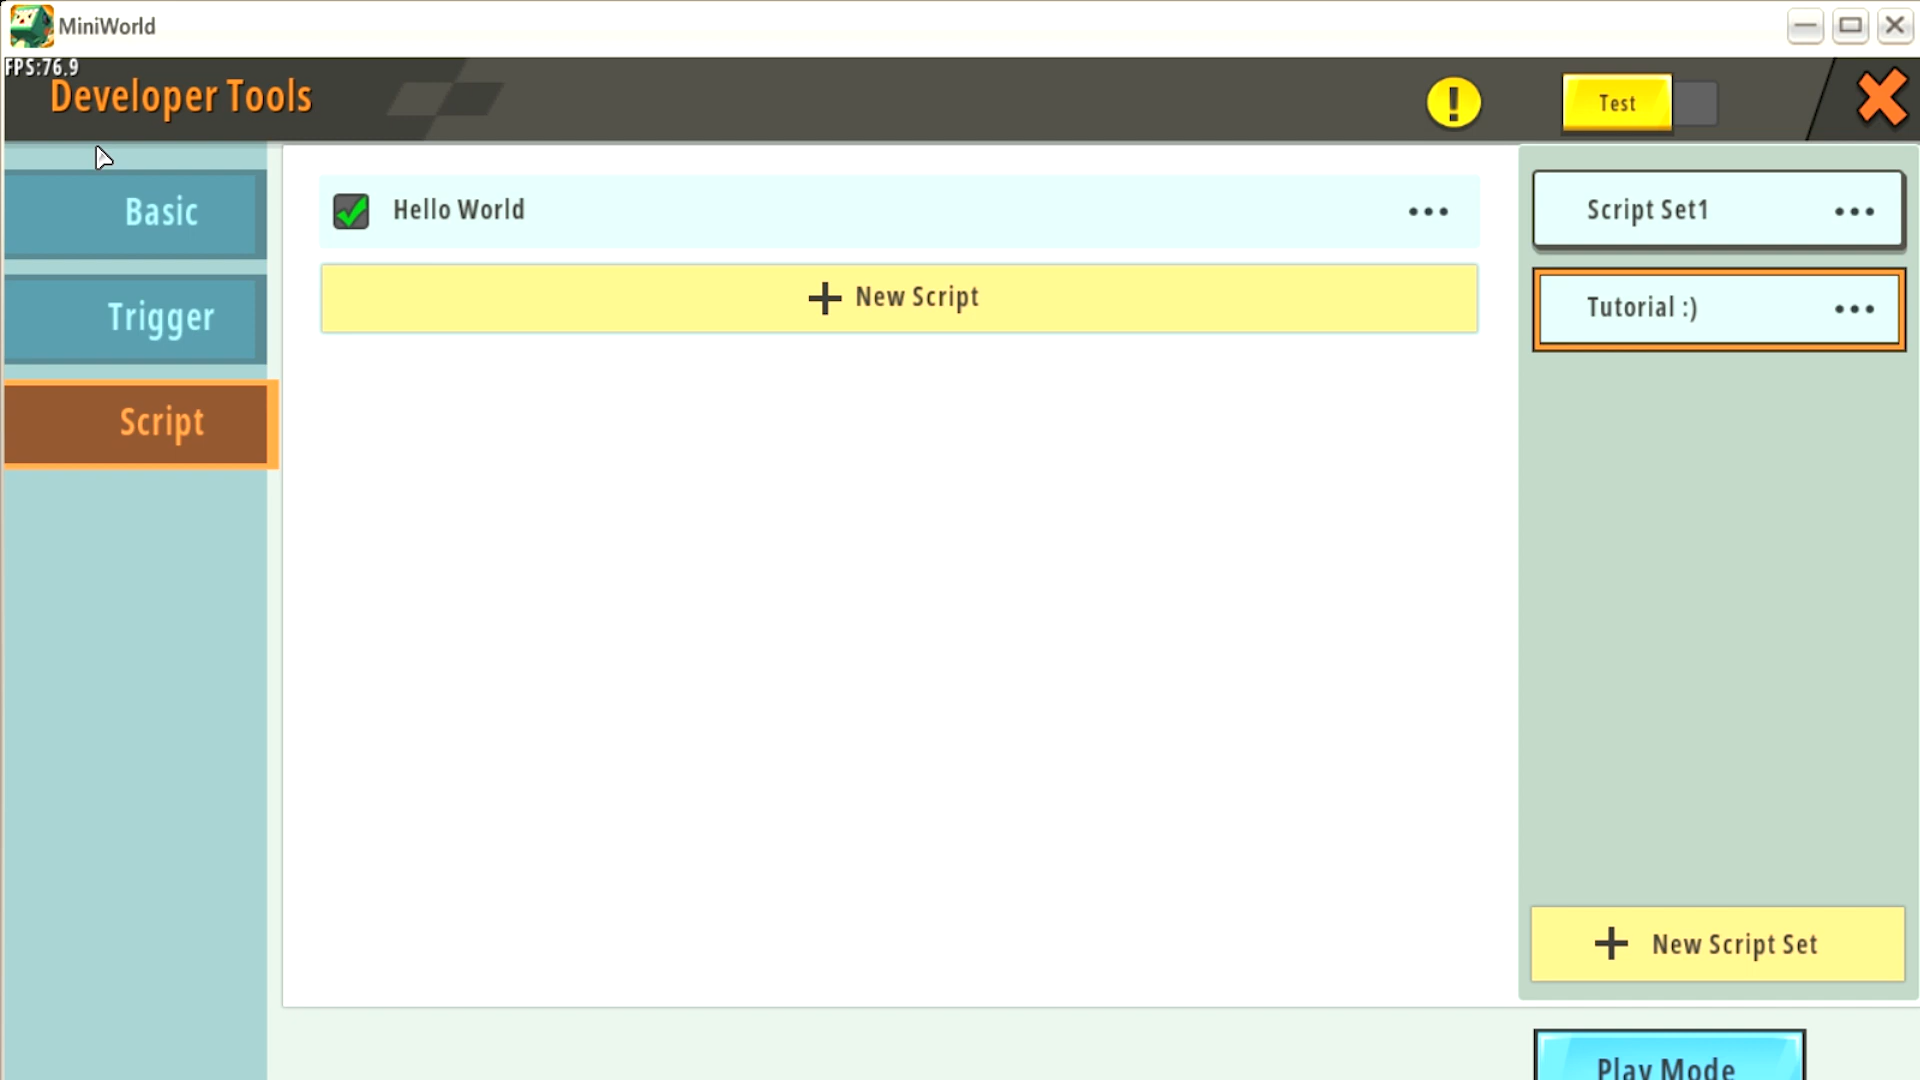 MiniWorld
FPS:76.9
Developer Tools
!
Test
Basic
Trigger
Script
Hello World
New Script
Script Set1
Tutorial :)
New Script Set
Play Mode